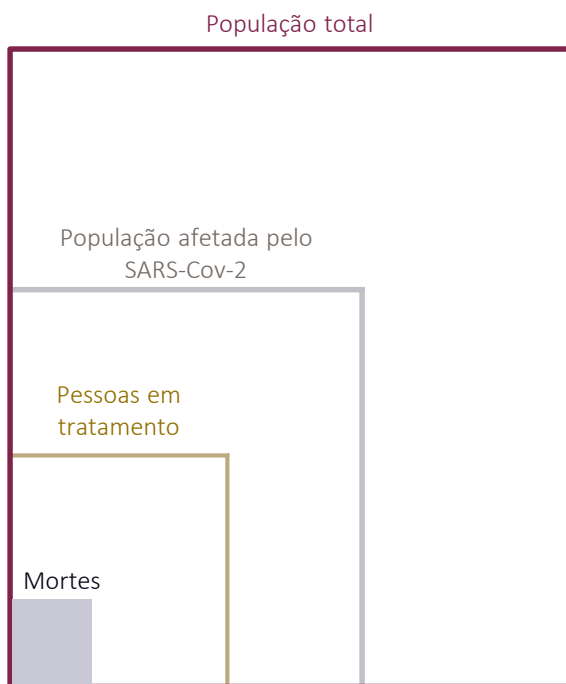 População total
População afetada pelo
SARS-Cov-2
Pessoas em
tratamento
Mortes